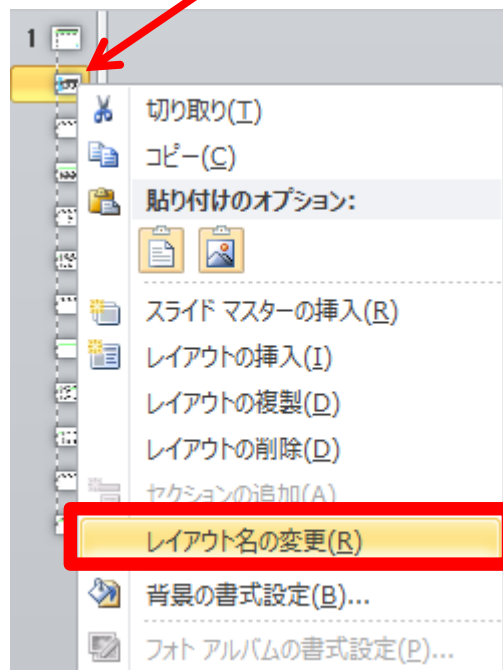 1
切り取り(T)
コピー(C)
貼り付けのオプション:
スライド マスターの挿入(R)
レイアウトの挿入(I)
レイアウトの複製(D)
レイアウトの削除(D)
セクションの追加(A)
レイアウト名の変更(R)
背景の書式設定(B)...
フォト アルバムの書式設定(P)...